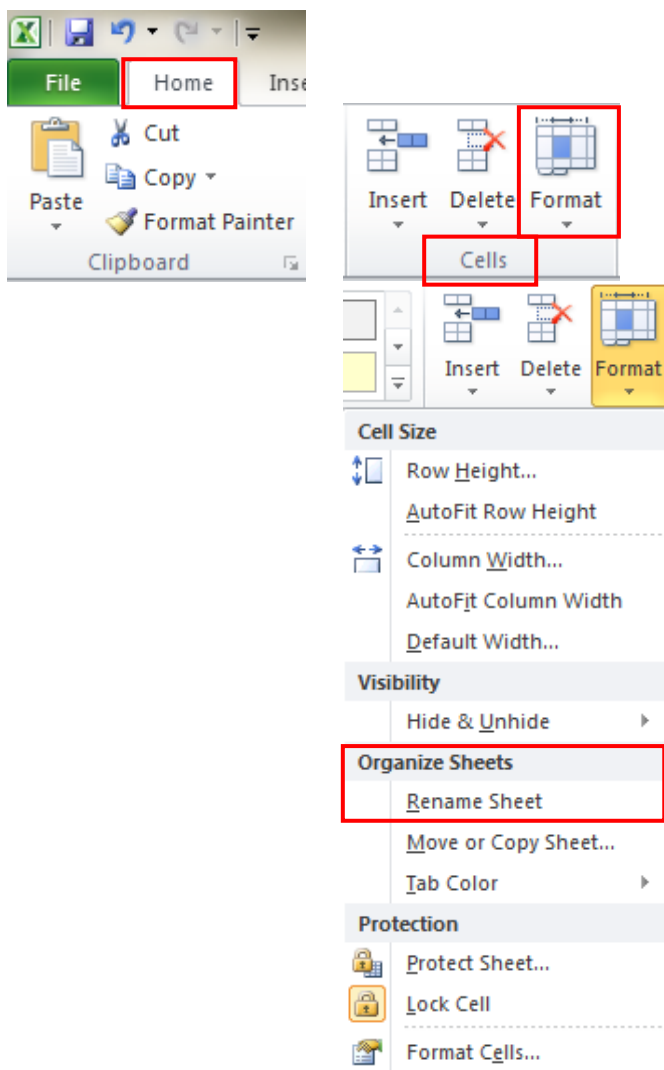 File Home Inse
Cut
Copy
Paste
Format Painter
Clipboard
Insert Delete Format
Cells
Insert Delete Format
Cell Size
Row Height...
AutoFit Row Height
Column Width...
AutoFit Column Width
Default Width...
Visibility
Hide & Unhide
Organize Sheets
Rename Sheet
Move or Copy Sheet...
Tab Color
Protection
Protect Sheet...
Lock Cell
Format Cells...